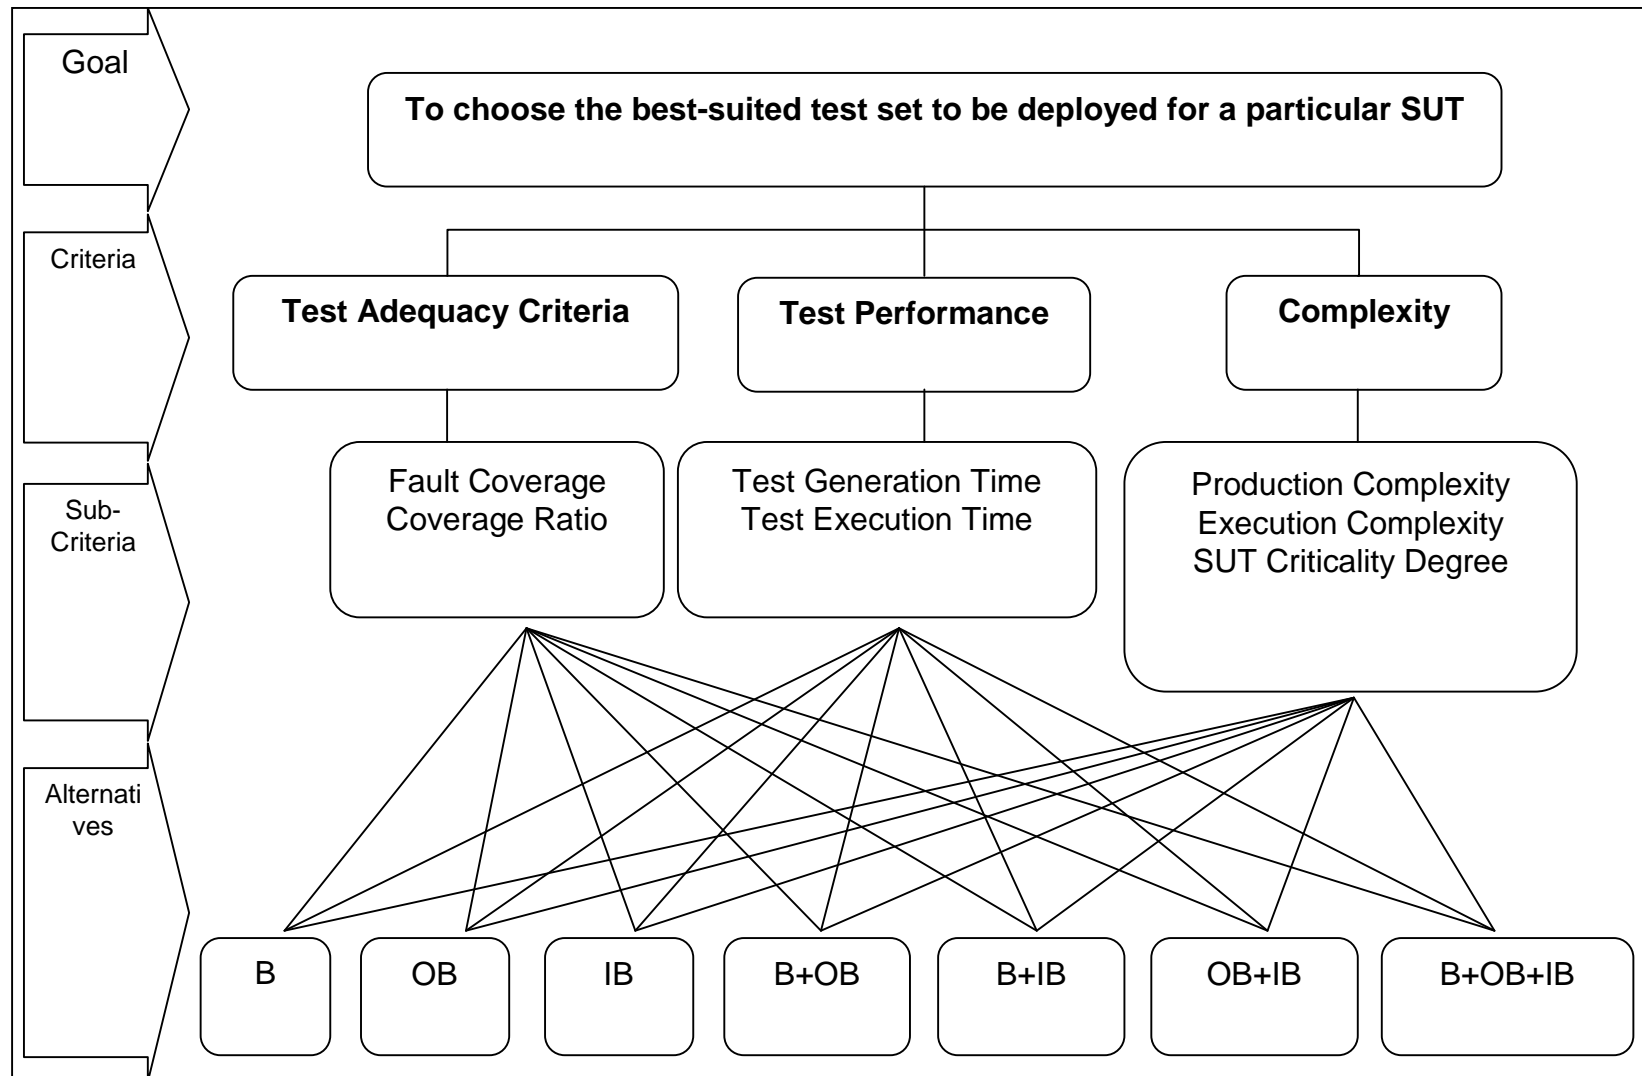 Goal
To choose the best-suited test set to be deployed for a particular SUT
Criteria
Test Adequacy Criteria
Test Performance
Complexity
Sub-
Criteria
Fault Coverage
Coverage Ratio
Test Generation Time
Test Execution Time
Production Complexity
Execution Complexity
SUT Criticality Degree
Alternati
ves
B
OB
IB
B+OB
B+IB
OB+IB
B+OB+IB